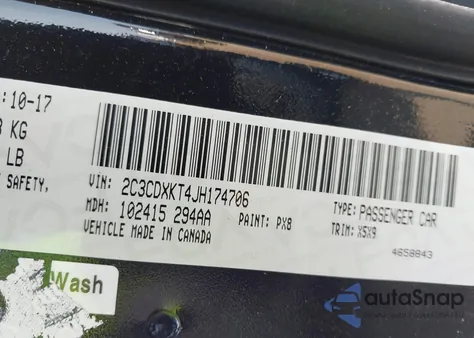 :10-17
KG
LB
SAFETY,
VIN: 2C3CDXKT4JH174706
TYPE: PASSENGER CAR
MDH: 102415 294AA
PAINT: PX8
TRIM: X5X9
VEHICLE MADE IN CANADA
4658843
Wash
autoSnap